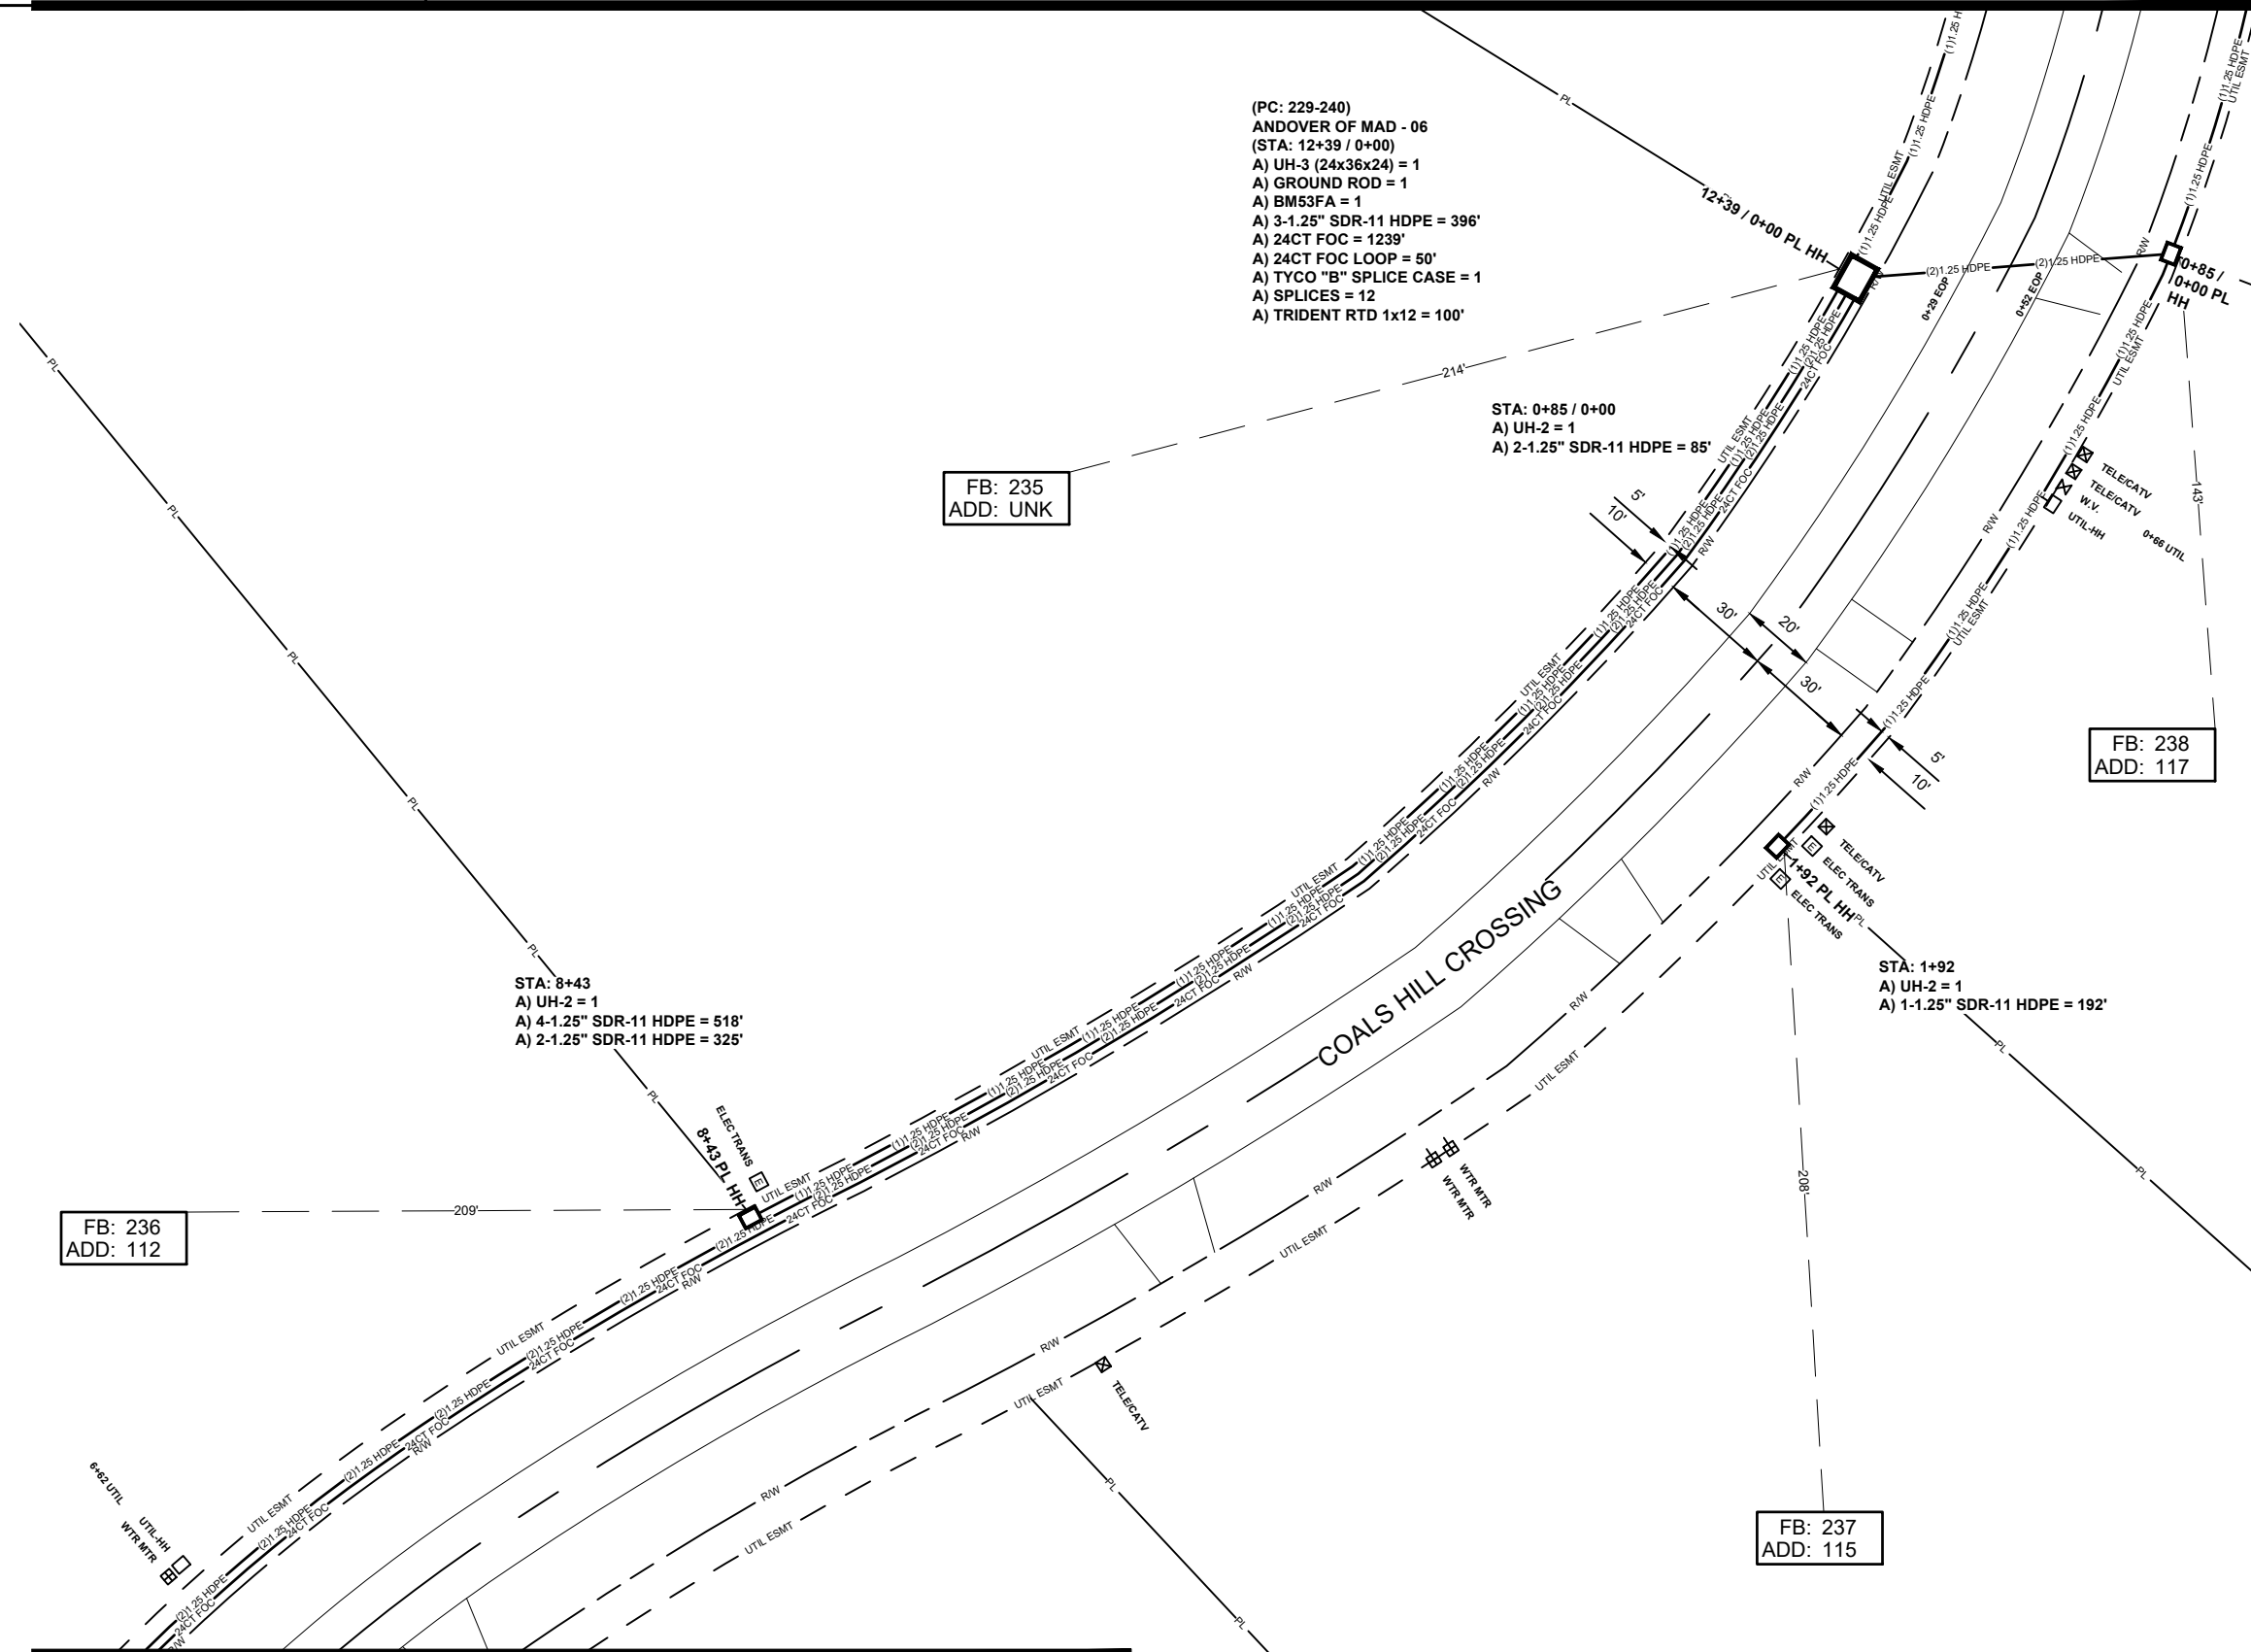 (PC: 229-240)
ANDOVER OF MAD - 06
(STA: 12+39 / 0+00)
A) UH-3 (24x36x24) = 1
A) GROUND ROD = 1
A) BM53FA = 1
A) 3-1.25" SDR-11 HDPE = 396'
A) 24CT FOC = 1239'
A) 24CT FOC LOOP = 50'
A) TYCO "B" SPLICE CASE = 1
A) SPLICES = 12
A) TRIDENT RTD 1x12 = 100'
12+39 / 0+00 PL HH
(2)1.25 HDPE
(2)1.25 HDPE
0+29 EOP
0+52 EOP
0+85 /
0+00 PL
HH
214'
STA: 0+85 / 0+00
A) UH-2 = 1
A) 2-1.25" SDR-11 HDPE = 85'
FB: 235
ADD: UNK
5'
10'
30'
20'
30'
5'
10'
TELE/CATV
TELE/CATV
W.V.
UTIL-HH
0+66 UTIL
143'
FB: 238
ADD: 117
TELE/CATV
ELEC TRANS
ELEC TRANS
1+92 PL HH
PL
STA: 1+92
A) UH-2 = 1
A) 1-1.25" SDR-11 HDPE = 192'
COALS HILL CROSSING
STA: 8+43
A) UH-2 = 1
A) 4-1.25" SDR-11 HDPE = 518'
A) 2-1.25" SDR-11 HDPE = 325'
ELEC TRANS
8+43 PL HH
209'
FB: 236
ADD: 112
WTR MTR
WTR MTR
208'
TELE/CATV
UTIL ESMT
R/W
(1)1.25 HDPE
(2)1.25 HDPE
24CT FOC
6+62 UTIL
UTIL-HH
WTR MTR
FB: 237
ADD: 115